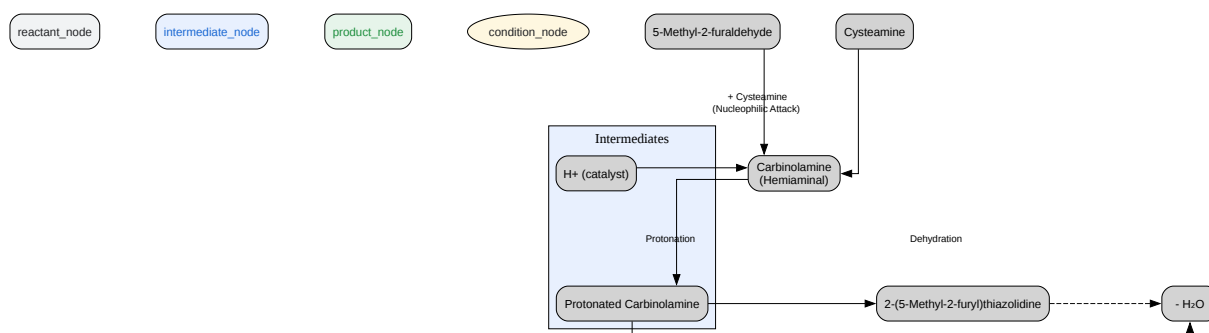 reactant_node
intermediate_node
product_node
condition_node
5-Methyl-2-furaldehyde
Cysteamine
+ Cysteamine
(Nucleophilic Attack)
Intermediates
H+ (catalyst)
Carbinolamine
(Hemiaminal)
Protonation
Dehydration
Protonated Carbinolamine
2-(5-Methyl-2-furyl)thiazolidine
- H₂O